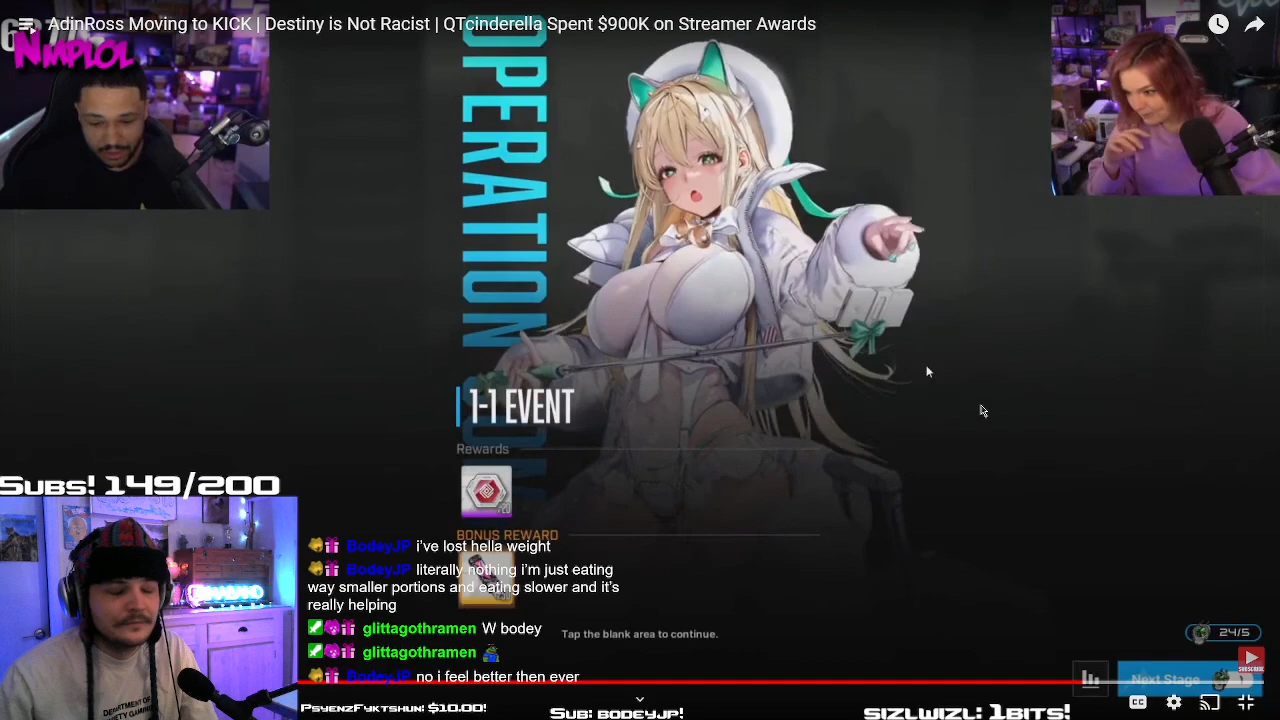 AdinRoss Moving to KICK | Destiny is Not Racist | QTcinderella Spent $900K on Streamer Awards
NMPLOL
OPERATION
1-1 EVENT
Rewards
BONUS REWARD
Subs! 149/200
BodeyJP i've lost hella weight
BodeyJP literally nothing i'm just eating
way smaller portions and eating slower and it's
really helping
glittagothramen W bodey
glittagothramen
BodeyJP no i feel better then ever
Tap the blank area to continue.
24/5
SUBSCRIBE
Next Stage
CC
PsyenzFyktshun: $10.00!
Sub: bodeyjp!
sizlwizl: 1bits!